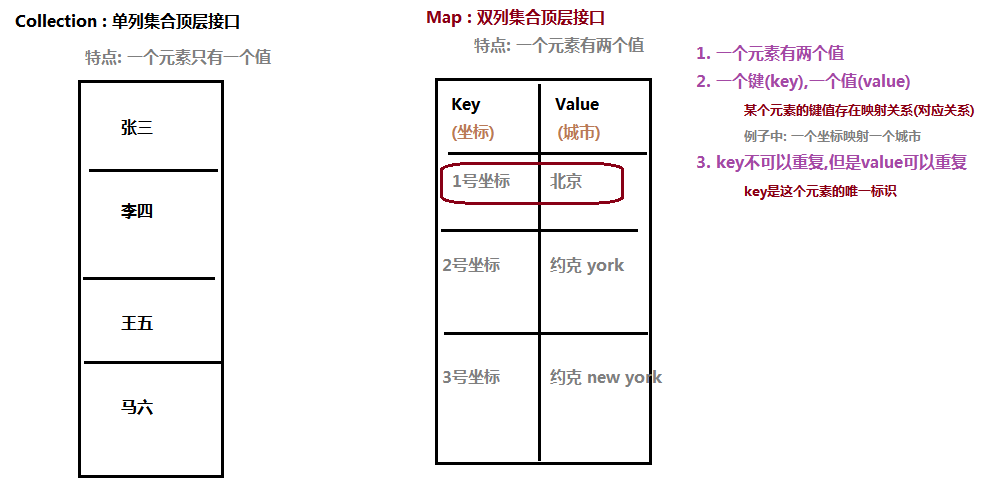 Collection : 单列集合顶层接口
特点: 一个元素只有一个值
张三
李四
王五
马六
Map : 双列集合顶层接口
特点: 一个元素有两个值
Key Value
(坐标) (城市)
1号坐标 北京
2号坐标 约克 york
3号坐标 约克 new york
1. 一个元素有两个值
2. 一个键(key),一个值(value)
某个元素的键值存在映射关系(对应关系)
例子中: 一个坐标映射一个城市
3. key不可以重复,但是value可以重复
key是这个元素的唯一标识